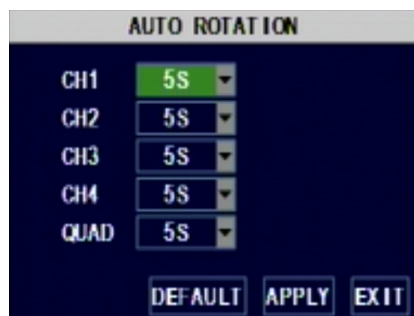 AUTO ROTATION
CH1 5S
CH2 5S
CH3 5S
CH4 5S
QUAD 5S
DEFAULT APPLY EXIT